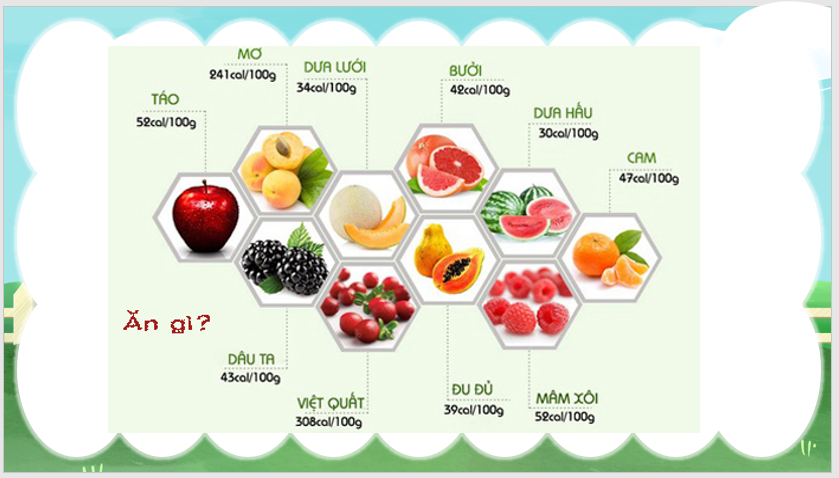 MƠ
241cal/100g
DƯA LƯỚI
34cal/100g
BƯỞI
42cal/100g
TÁO
52cal/100g
DƯA HẤU
30cal/100g
CAM
47cal/100g
Ăn gì?
DÂU TA
43cal/100g
VIỆT QUẤT
308cal/100g
ĐU ĐỦ
39cal/100g
MÂM XÔI
52cal/100g